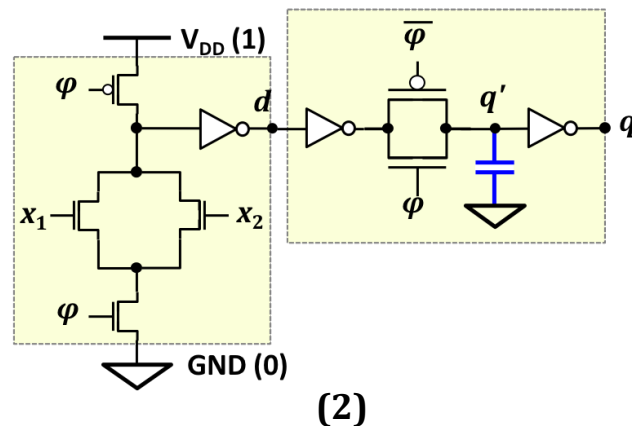 V_DD (1)
φ
d
x₁
x₂
φ
GND (0)
φ̅
q′
q
φ
(2)